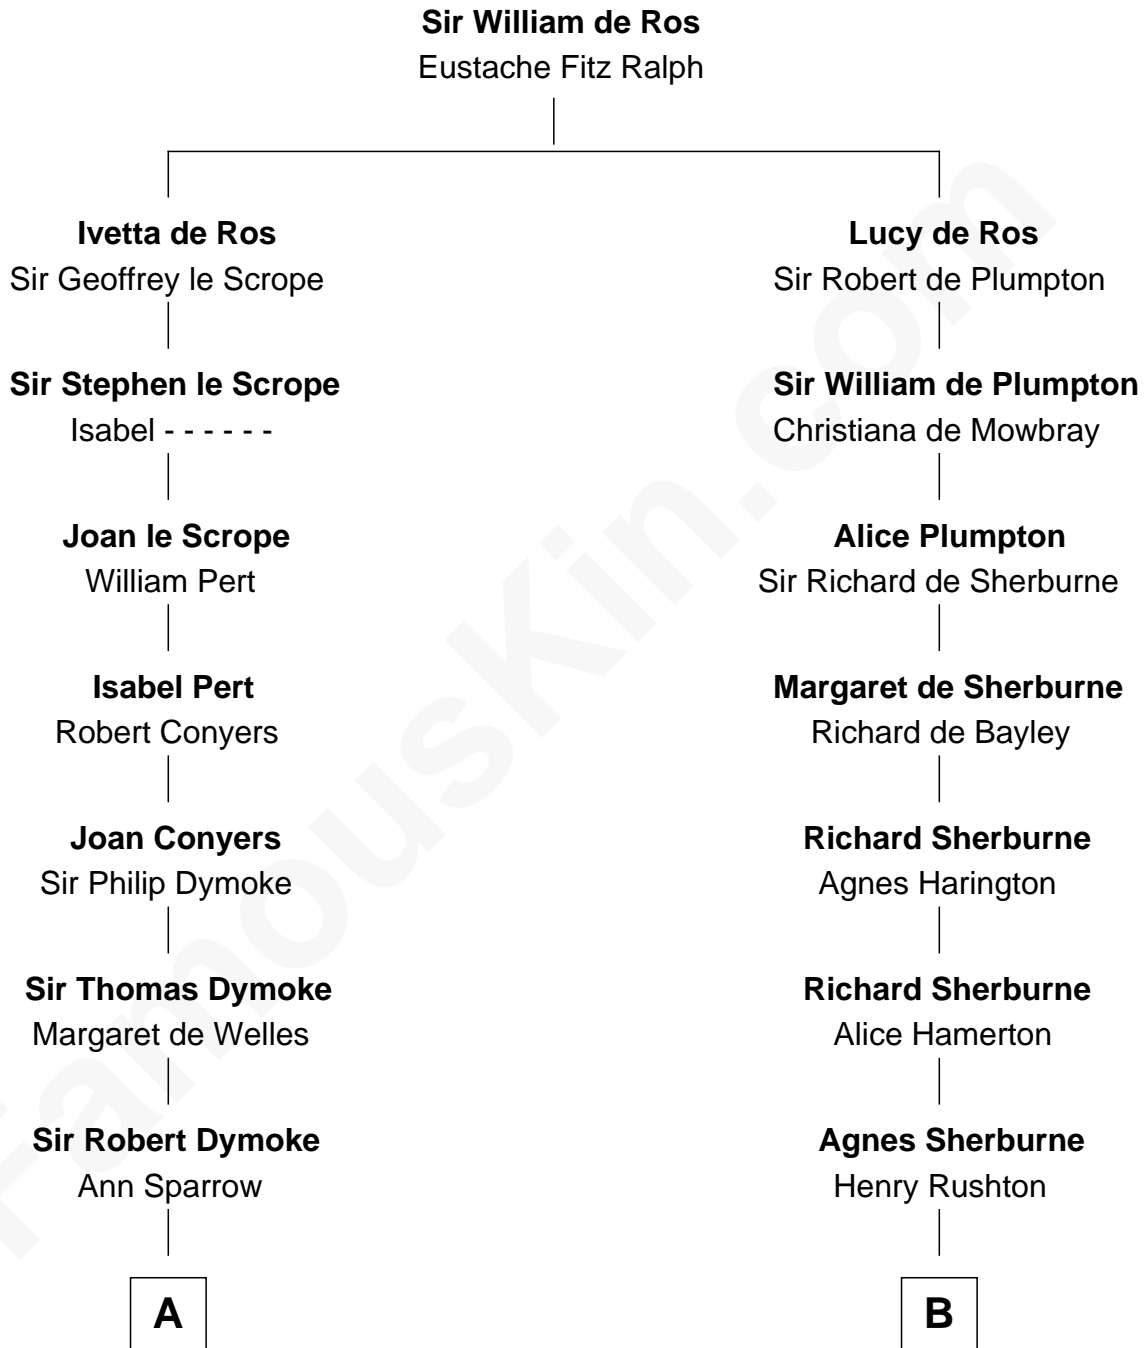 Sir William de Ros
Eustache Fitz Ralph
Ivetta de Ros
Sir Geoffrey le Scrope
Lucy de Ros
Sir Robert de Plumpton
Sir Stephen le Scrope
Isabel - - - - - -
Sir William de Plumpton
Christiana de Mowbray
Joan le Scrope
William Pert
Alice Plumpton
Sir Richard de Sherburne
Isabel Pert
Robert Conyers
Margaret de Sherburne
Richard de Bayley
Joan Conyers
Sir Philip Dymoke
Richard Sherburne
Agnes Harington
Sir Thomas Dymoke
Margaret de Welles
Richard Sherburne
Alice Hamerton
Sir Robert Dymoke
Ann Sparrow
Agnes Sherburne
Henry Rushton
A
B
FamousKin.com